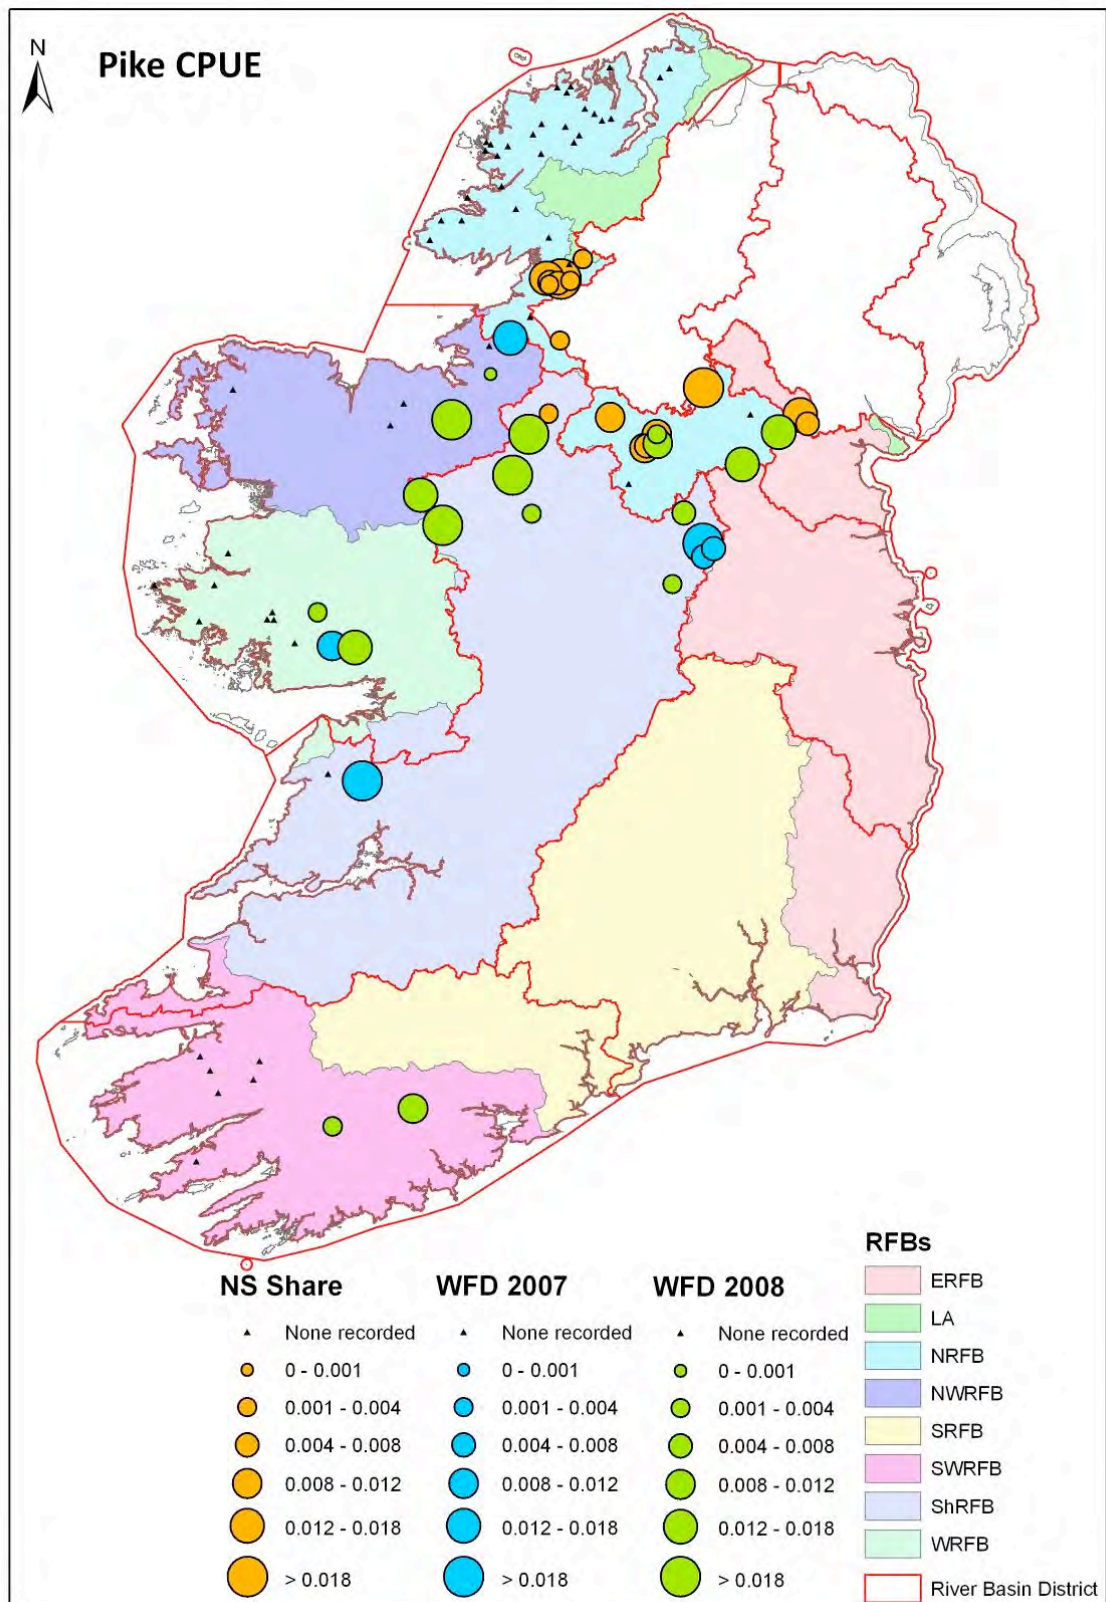 N
Pike CPUE
RFBs
ERFB
LA
NRFB
NWRFB
SRFB
SWRFB
ShRFB
WRFB
River Basin District
NS Share
None recorded
0 - 0.001
0.001 - 0.004
0.004 - 0.008
0.008 - 0.012
0.012 - 0.018
> 0.018
WFD 2007
None recorded
0 - 0.001
0.001 - 0.004
0.004 - 0.008
0.008 - 0.012
0.012 - 0.018
> 0.018
WFD 2008
None recorded
0 - 0.001
0.001 - 0.004
0.004 - 0.008
0.008 - 0.012
0.012 - 0.018
> 0.018